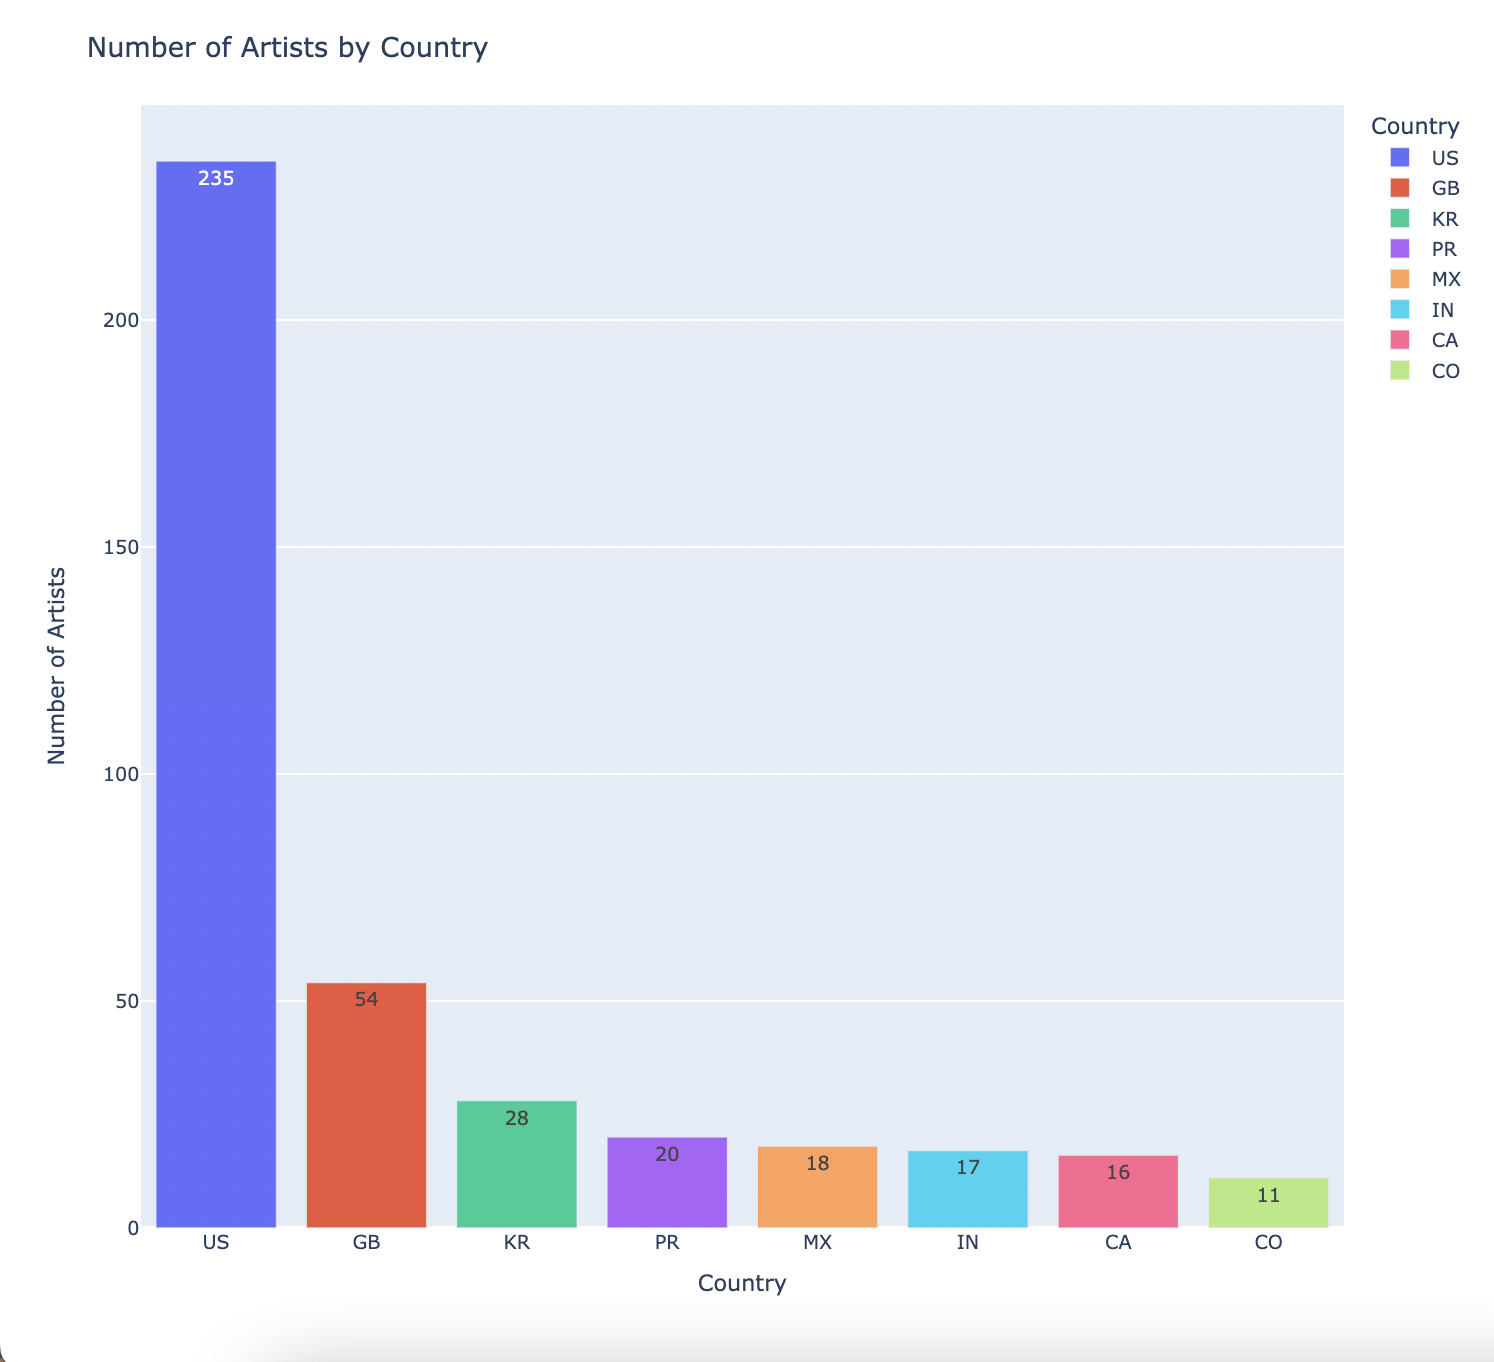 Number of Artists by Country
Country
US
GB
KR
PR
MX
IN
CA
CO
Number of Artists
200
150
100
50
0
235
54
28
20
18
17
16
11
US GB KR PR MX IN CA CO
Country